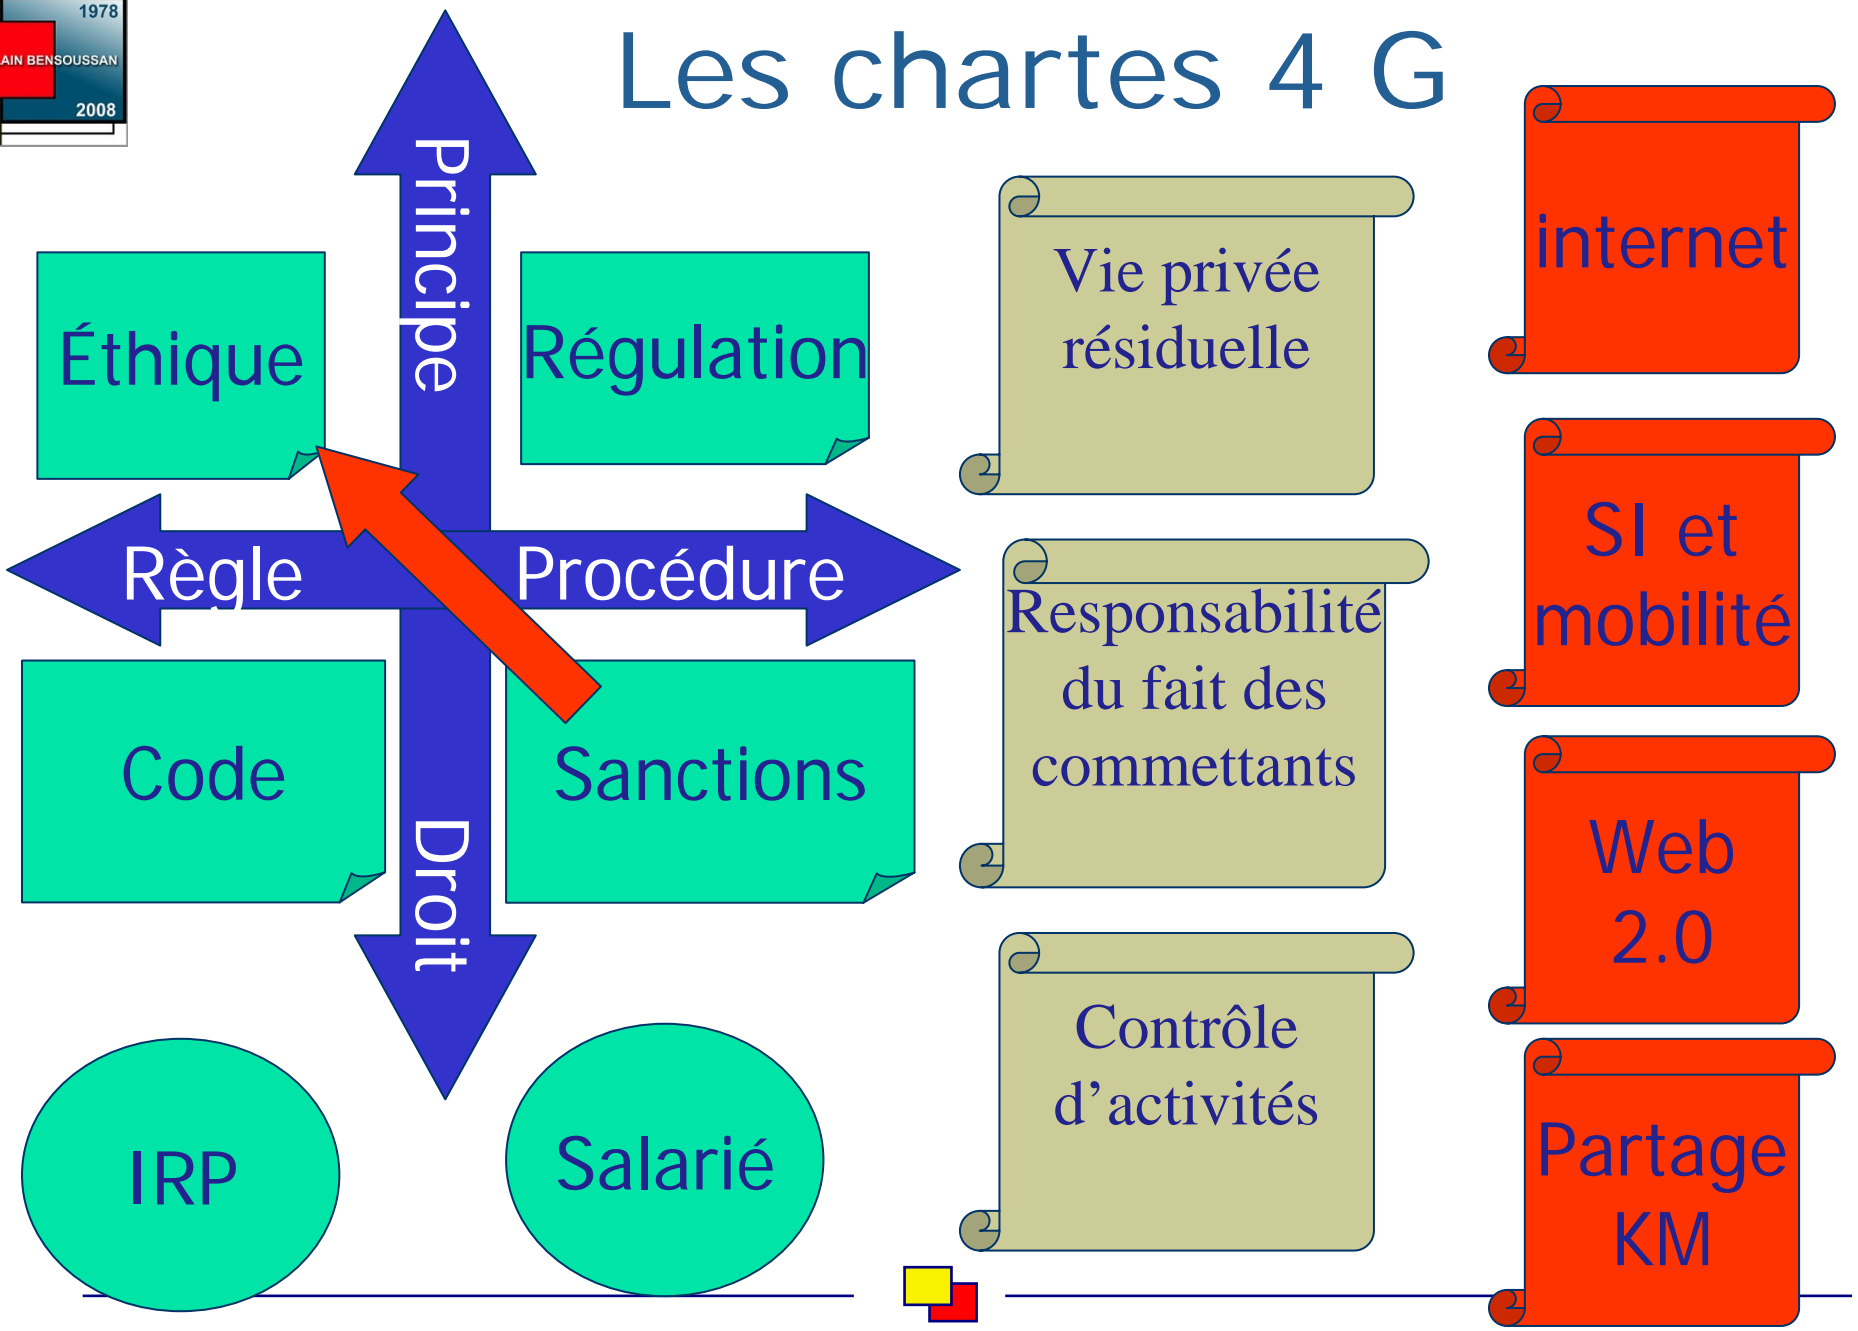 1978
AIN BENSOUSSAN
2008
Les chartes 4 G
Principe
Éthique
Régulation
Règle
Procédure
Code
Sanctions
Droit
IRP
Salarié
Vie privée
résiduelle
Responsabilité
du fait des
commettants
Contrôle
d’activités
internet
SI et
mobilité
Web
2.0
Partage
KM